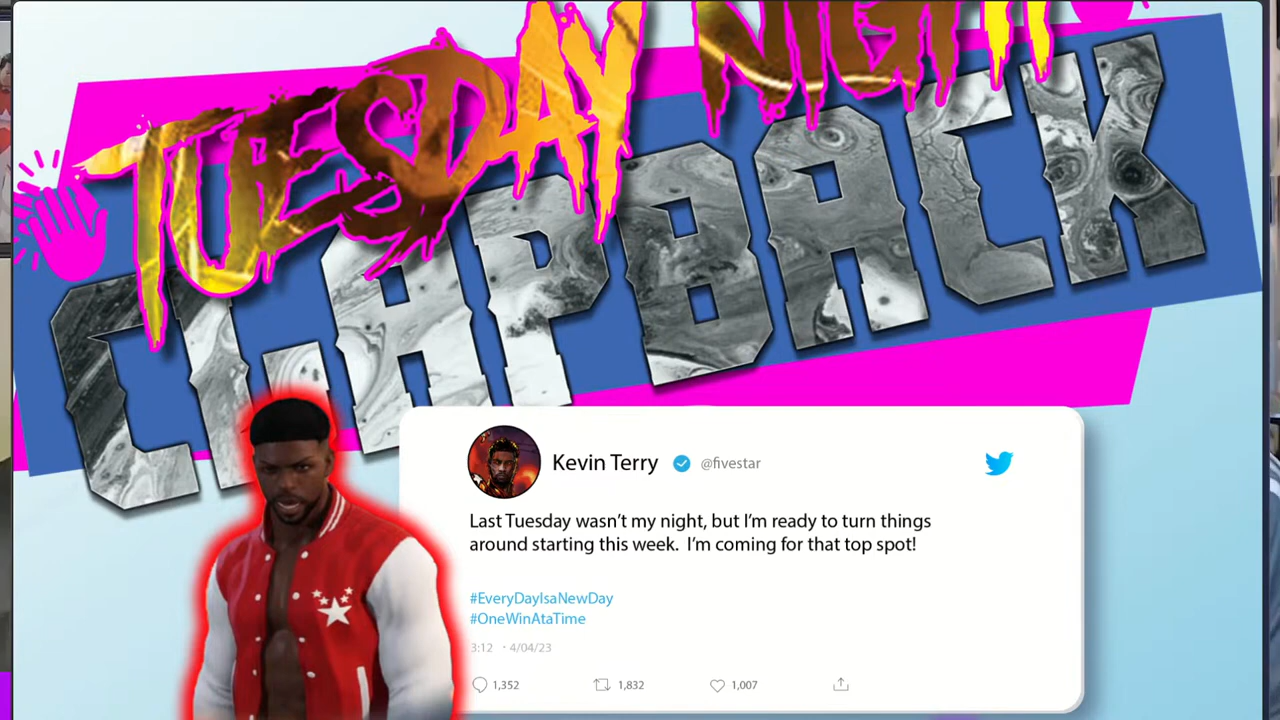 TUESDAY NIGHT
CLAPBACK
Kevin Terry @fivestar
Last Tuesday wasn't my night, but I'm ready to turn things
around starting this week. I'm coming for that top spot!
#EveryDayIsaNewDay
#OneWinAtaTime
3:12 · 4/04/23
1,352 1,832 1,007